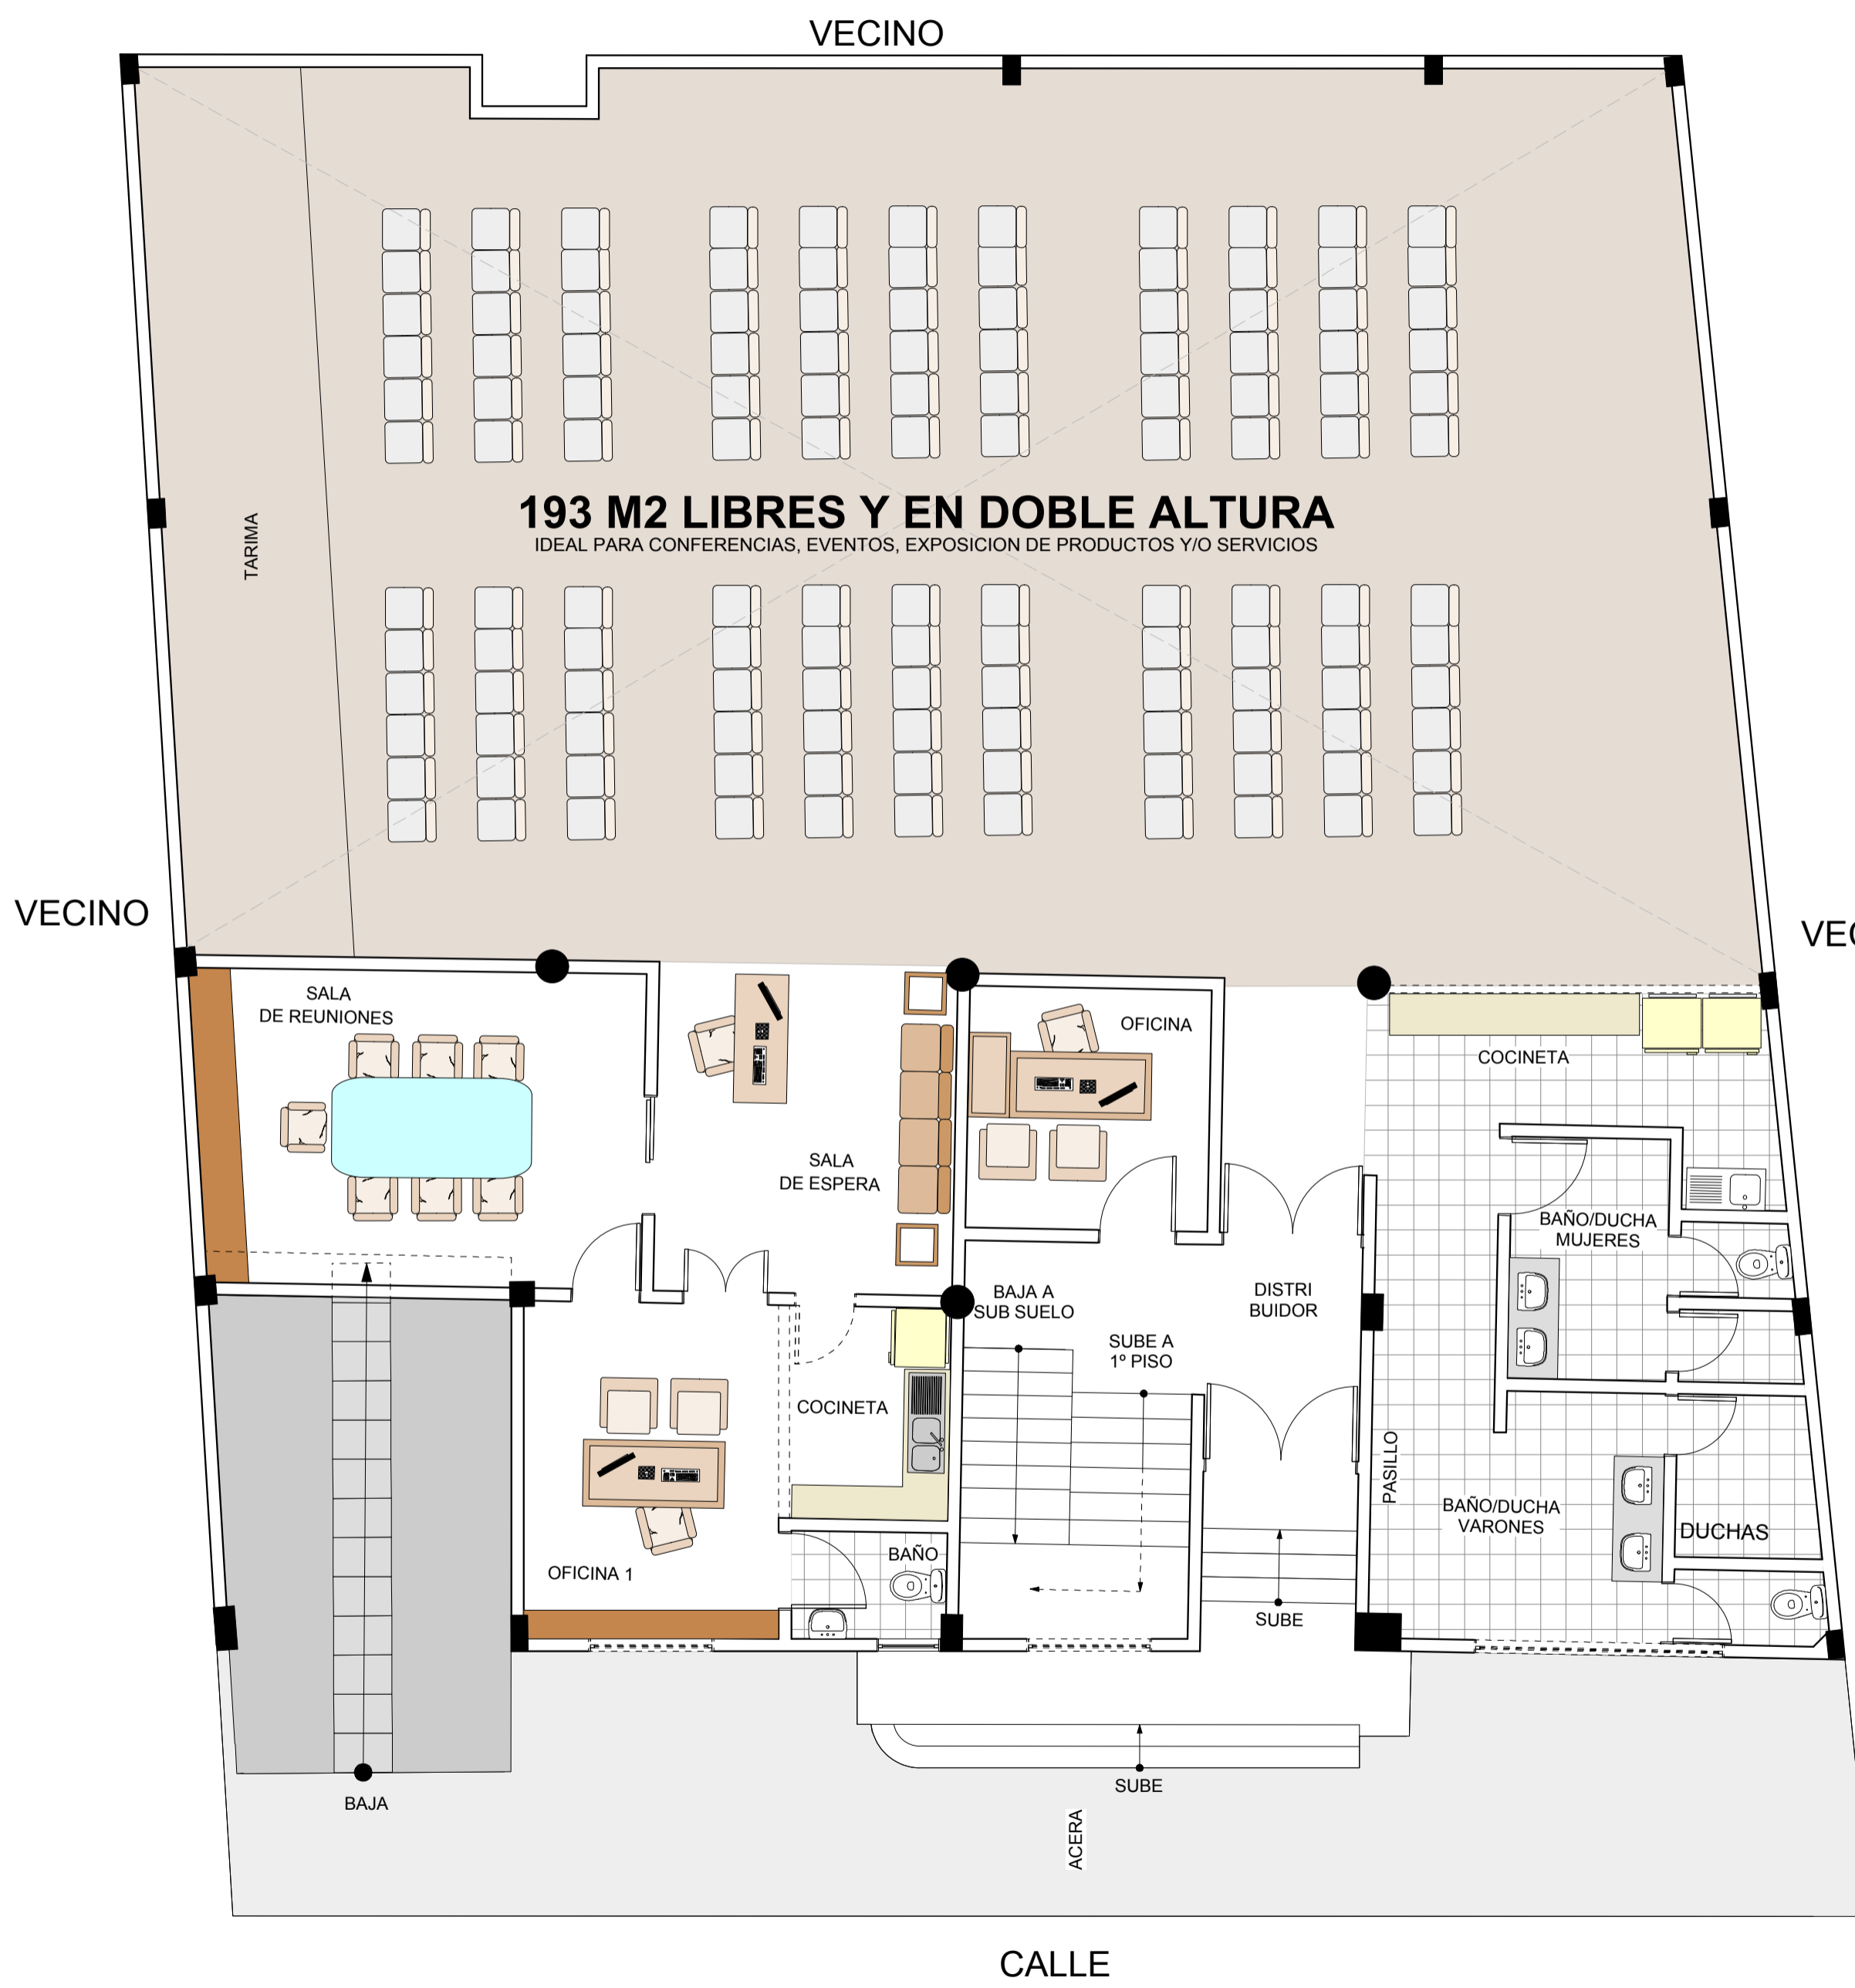 VECINO
193 M2 LIBRES Y EN DOBLE ALTURA
IDEAL PARA CONFERENCIAS, EVENTOS, EXPOSICION DE PRODUCTOS Y/O SERVICIOS
TARIMA
VECINO
VEC
SALA
DE REUNIONES
OFICINA
COCINETA
SALA
DE ESPERA
BAÑO/DUCHA
MUJERES
BAJA A
SUB SUELO
DISTRI
BUIDOR
SUBE A
1º PISO
COCINETA
PASILLO
BAÑO/DUCHA
VARONES
DUCHAS
BAÑO
OFICINA 1
SUBE
SUBE
BAJA
ACERA
CALLE